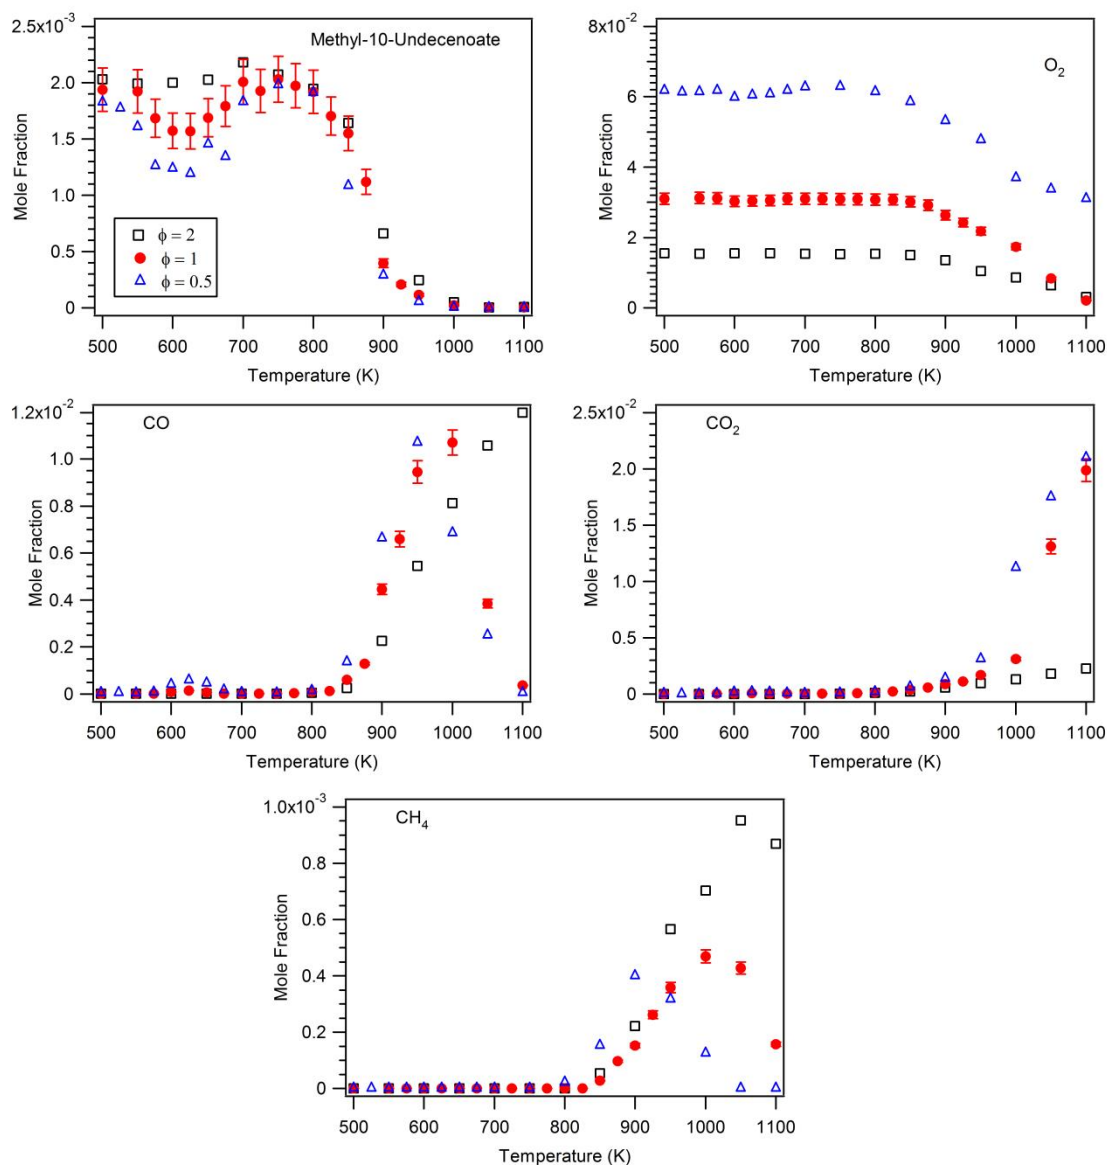 Methyl-10-Undecenoate
2.5x10⁻³
2.0
1.5
1.0
0.5
0
Mole Fraction
ϕ = 2
ϕ = 1
ϕ = 0.5
500 600 700 800 900 1000 1100
Temperature (K)
O₂
8x10⁻²
6
4
2
0
Mole Fraction
500 600 700 800 900 1000 1100
Temperature (K)
CO
1.2x10⁻²
1.0
0.8
0.6
0.4
0.2
0
Mole Fraction
500 600 700 800 900 1000 1100
Temperature (K)
CO₂
2.5x10⁻²
2.0
1.5
1.0
0.5
0
Mole Fraction
500 600 700 800 900 1000 1100
Temperature (K)
CH₄
1.0x10⁻³
0.8
0.6
0.4
0.2
0
Mole Fraction
500 600 700 800 900 1000 1100
Temperature (K)